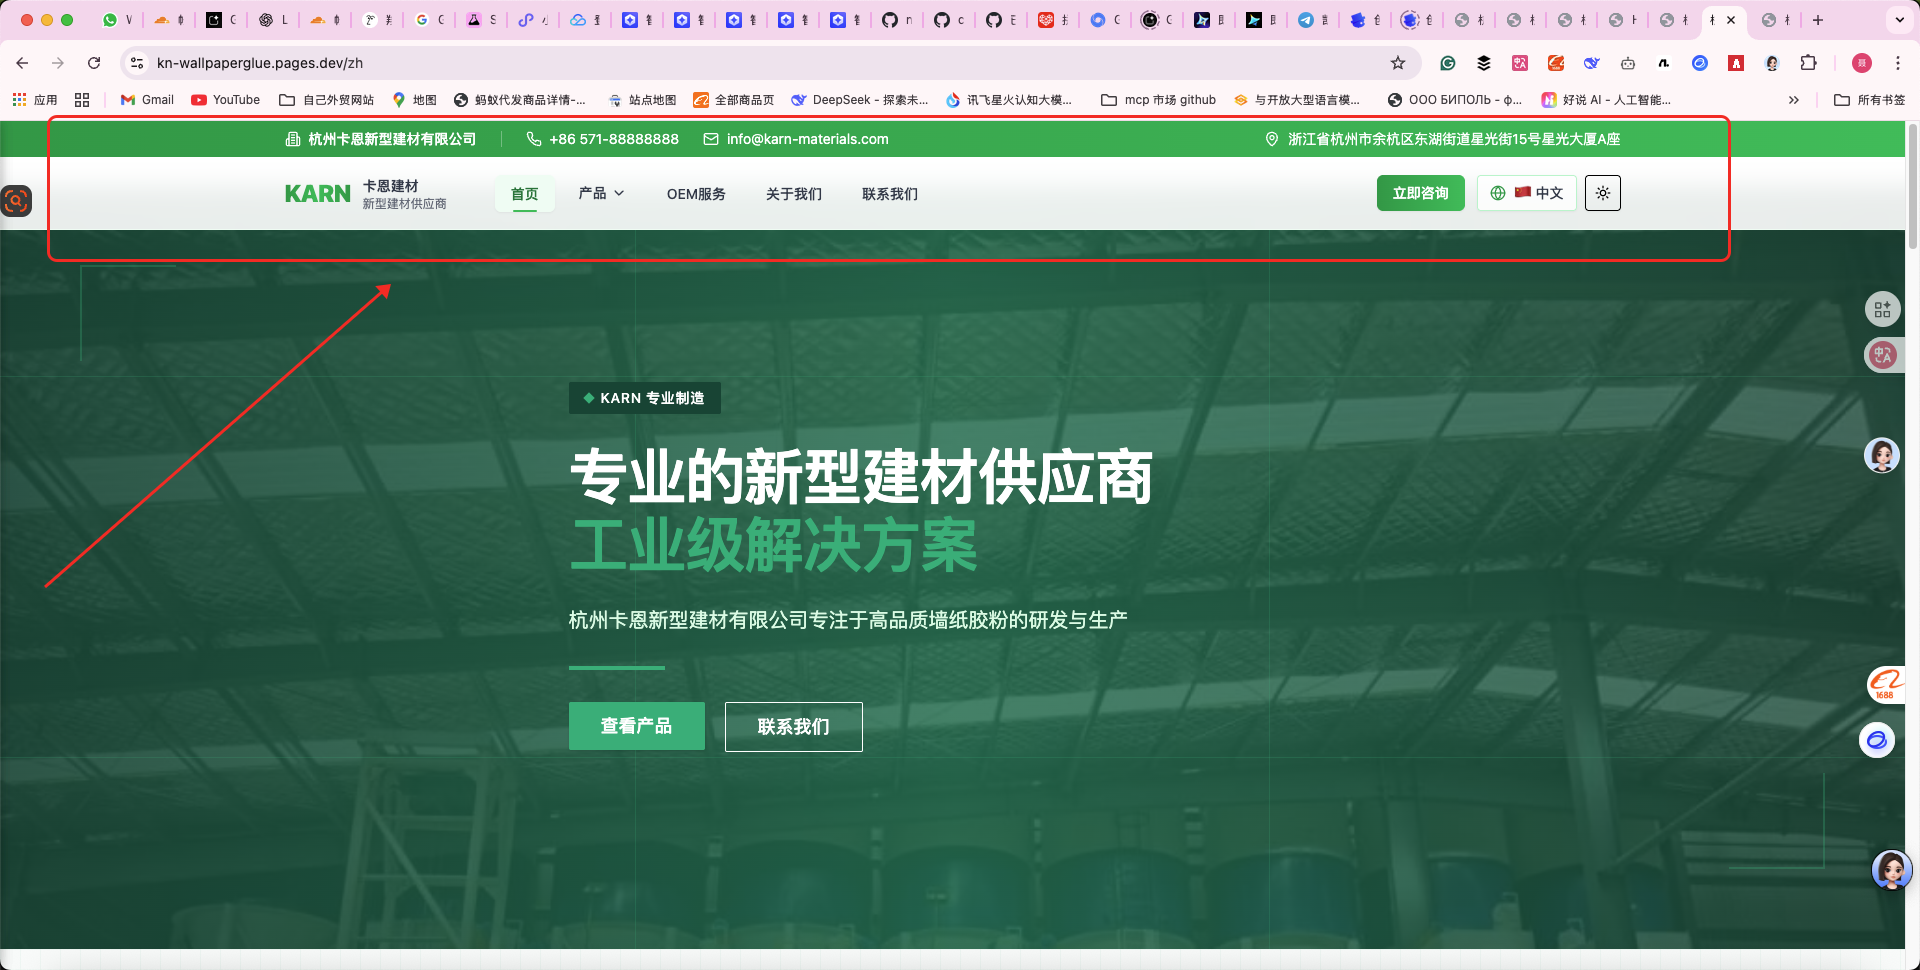 kn-wallpaperglue.pages.dev/zh
应用
Gmail
YouTube
自己外贸网站
地图
蚂蚁代发商品详情-...
站点地图
全部商品页
DeepSeek - 探索未...
讯飞星火认知大模...
mcp 市场 github
与开放大型语言模...
ООО БИПОЛЬ - ф...
好说 AI - 人工智能...
所有书签
杭州卡恩新型建材有限公司
+86 571-88888888
info@karn-materials.com
浙江省杭州市余杭区东湖街道星光街15号星光大厦A座
KARN
卡恩建材
新型建材供应商
首页
产品
OEM服务
关于我们
联系我们
立即咨询
中文
KARN 专业制造
专业的新型建材供应商
工业级解决方案
杭州卡恩新型建材有限公司专注于高品质墙纸胶粉的研发与生产
查看产品
联系我们
1688